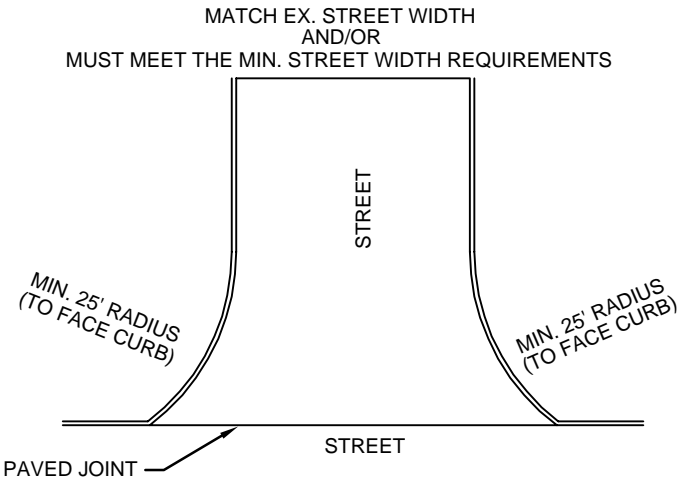 MATCH EX. STREET WIDTH
AND/OR
MUST MEET THE MIN. STREET WIDTH REQUIREMENTS
STREET
MIN. 25' RADIUS
(TO FACE CURB)
MIN. 25' RADIUS
(TO FACE CURB)
STREET
PAVED JOINT